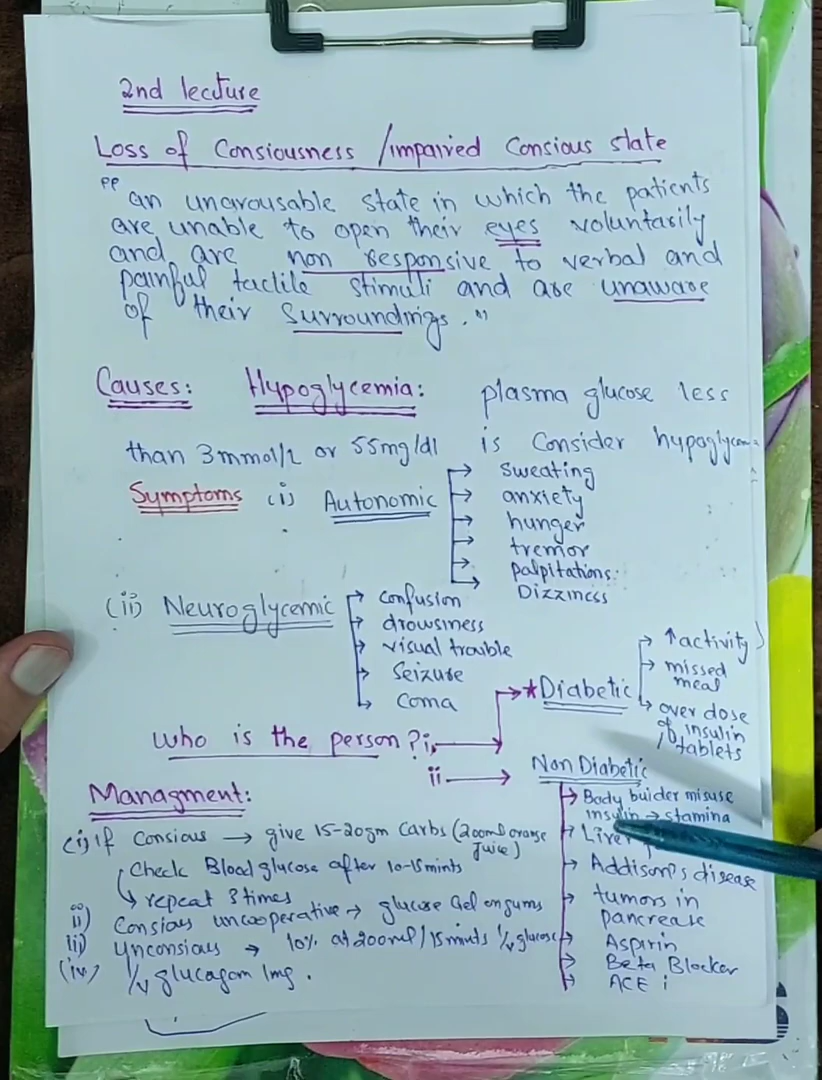 2nd lecture
Loss of Consiousness / impaired Consious state
" an unarousable state in which the patients
are unable to open their eyes voluntarily
and are non responsive to verbal and
painful tactile stimuli and are unaware
of their Surroundings. "
Causes: Hypoglycemia: plasma glucose less
than 3mmol/l or 55mg/dl is Consider hypoglycemia
Symptoms (i) Autonomic
→ sweating
→ anxiety
→ hunger
→ tremor
→ palpitations
→ Dizziness
(ii) Neuroglycemic
→ confusion
→ drowsiness
→ visual trouble
→ Seizure
→ coma
who is the person? i, → *Diabetic
→ ↑ activity
→ missed meal
→ over dose
of insulin
/ tablets
ii → Non Diabetic
→ Body buider misuse
insulin → stamina
→ Liver
→ Addison's disease
→ tumors in
pancreate
→ Aspirin
→ Beta Blocker
→ ACE i
Managment:
(i) If Consious → give 15-20gm Carbs (200ml orange
juice)
Check Blood glucose after 10-15mints
→ repeat 3 times
ii) Consious uncooperative → glucose Gel on gums
iii) Unconsious → 10% at 200ml / 15mints I/V glucose
(iv) I/V glucagom 1mg.